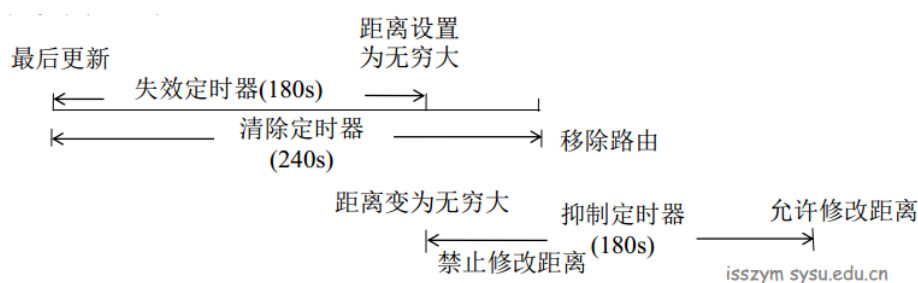 距离设置
最后更新
为无穷大
失效定时器(180s)
清除定时器
(240s)
移除路由
距离变为无穷大
抑制定时器
(180s)
允许修改距离
禁止修改距离
isszym sysu.edu.cn